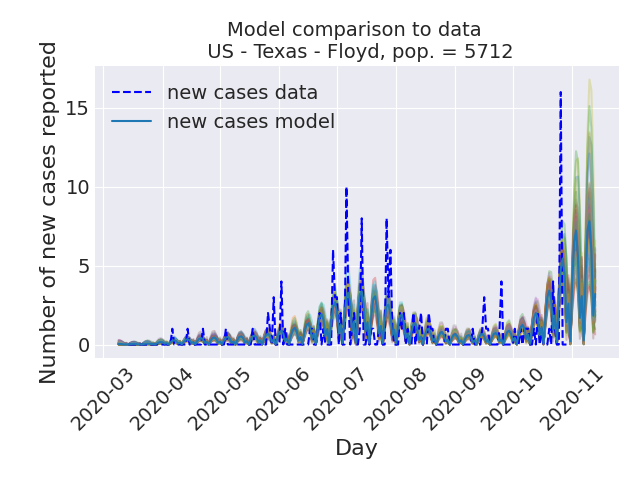 Model comparison to data
US - Texas - Floyd, pop. = 5712
new cases data
new cases model
Number of new cases reported
15
10
5
0
2020-03
2020-04
2020-05
2020-06
2020-07
2020-08
2020-09
2020-10
2020-11
Day